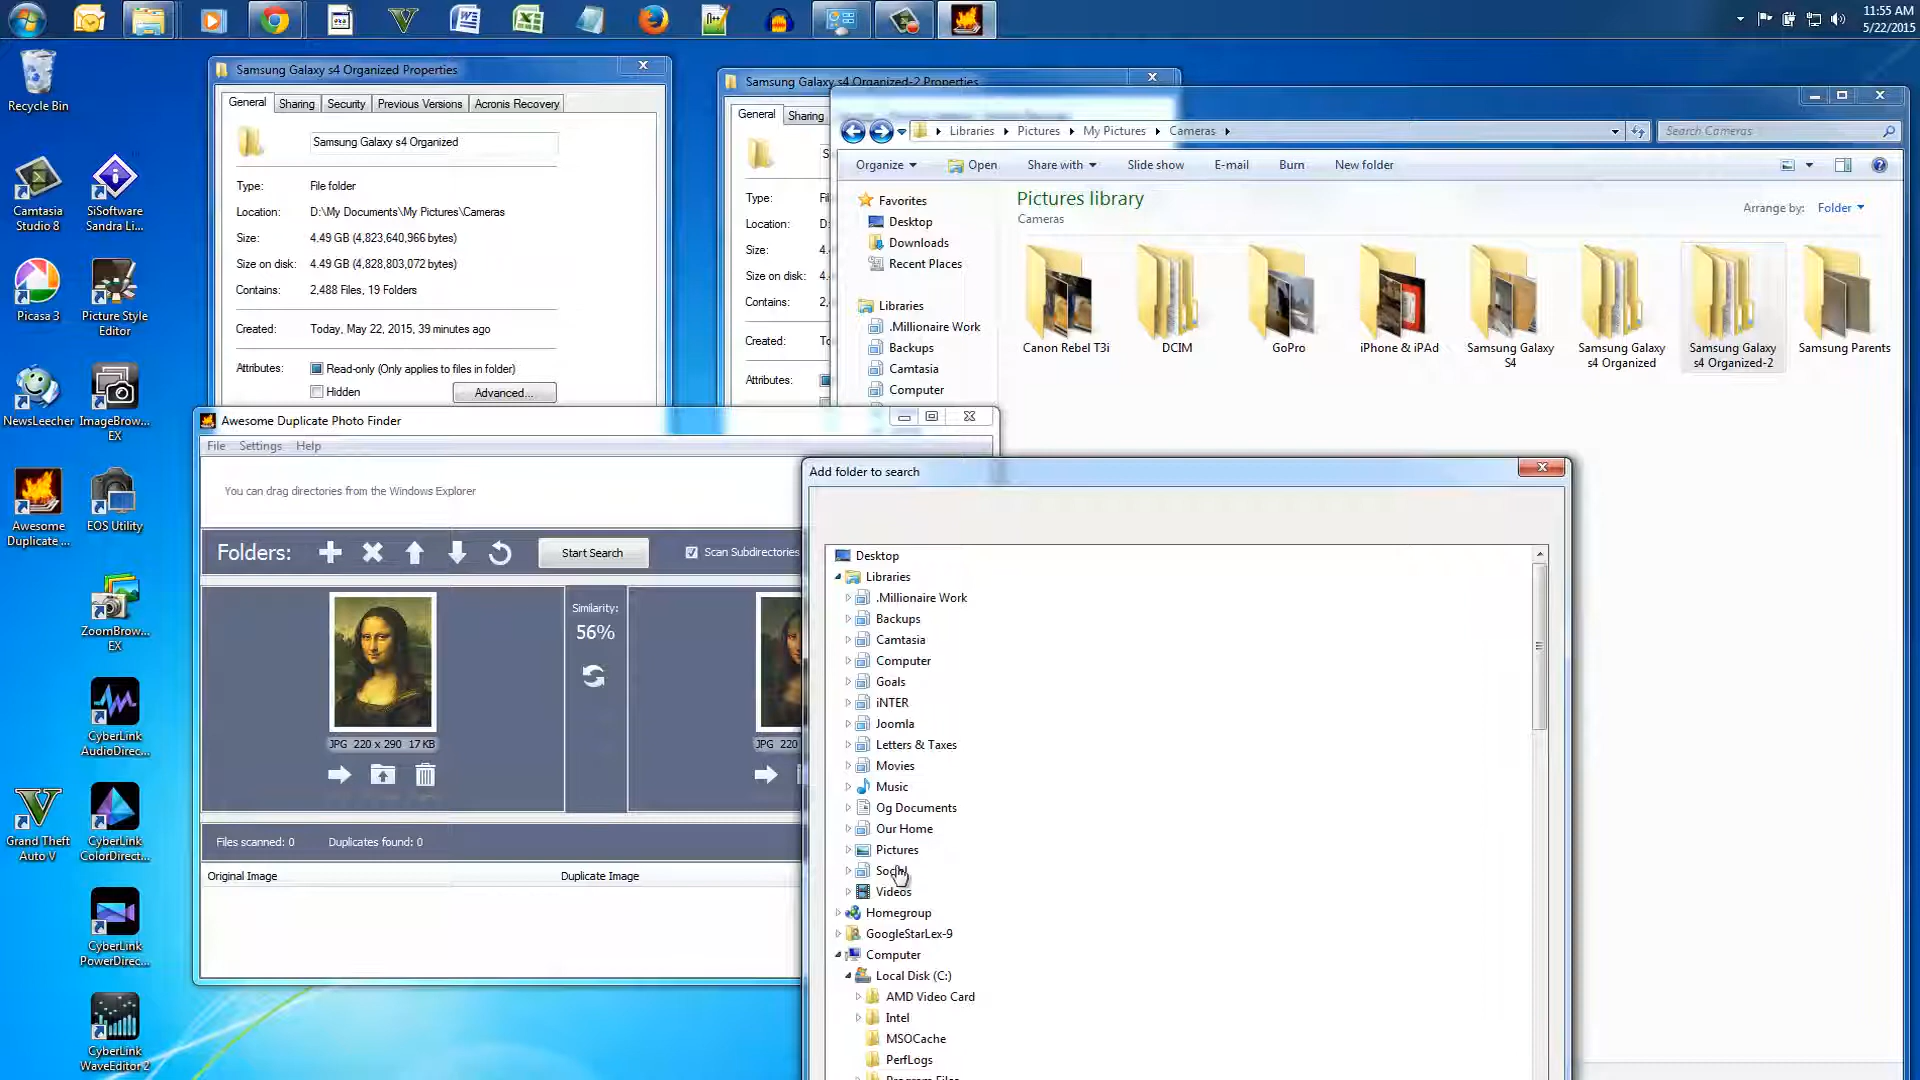 11:55 AM
5/22/2015
Recycle Bin
Camtasia Studio 8
SiSoftware Sandra Li...
Picasa 3
Picture Style Editor
NewsLeecher
ImageBrow... EX
Awesome Duplicate ...
EOS Utility
ZoomBrow... EX
CyberLink AudioDirec...
Grand Theft Auto V
CyberLink ColorDirect...
CyberLink PowerDirec...
CyberLink WaveEditor 2
Samsung Galaxy s4 Organized Properties
General Sharing Security Previous Versions Acronis Recovery
Samsung Galaxy s4 Organized
Type: File folder
Location: D:\My Documents\My Pictures\Cameras
Size: 4.49 GB (4,823,640,966 bytes)
Size on disk: 4.49 GB (4,828,803,072 bytes)
Contains: 2,488 Files, 19 Folders
Created: Today, May 22, 2015, 39 minutes ago
Attributes: Read-only (Only applies to files in folder)
Hidden Advanced...
Samsung Galaxy s4 Organized-2 Properties
General Sharing
Type:
Location:
Size:
Size on disk:
Contains:
Created:
Attributes:
Libraries Pictures My Pictures Cameras
Search Cameras
Organize Open Share with Slide show E-mail Burn New folder
Favorites
Desktop
Downloads
Recent Places
Libraries
.Millionaire Work
Backups
Camtasia
Computer
Pictures library
Cameras
Arrange by: Folder
Canon Rebel T3i
DCIM
GoPro
iPhone & iPAd
Samsung Galaxy S4
Samsung Galaxy s4 Organized
Samsung Galaxy s4 Organized-2
Samsung Parents
Awesome Duplicate Photo Finder
File Settings Help
You can drag directories from the Windows Explorer
Folders: Start Search Scan Subdirectories
Similarity:
56%
JPG 220 x 290 17 KB
JPG 220
Files scanned: 0 Duplicates found: 0
Original Image Duplicate Image
Add folder to search
Desktop
Libraries
.Millionaire Work
Backups
Camtasia
Computer
Goals
iNTER
Joomla
Letters & Taxes
Movies
Music
Og Documents
Our Home
Pictures
Social
Videos
Homegroup
GoogleStarLex-9
Computer
Local Disk (C:)
AMD Video Card
Intel
MSOCache
PerfLogs
Program Files